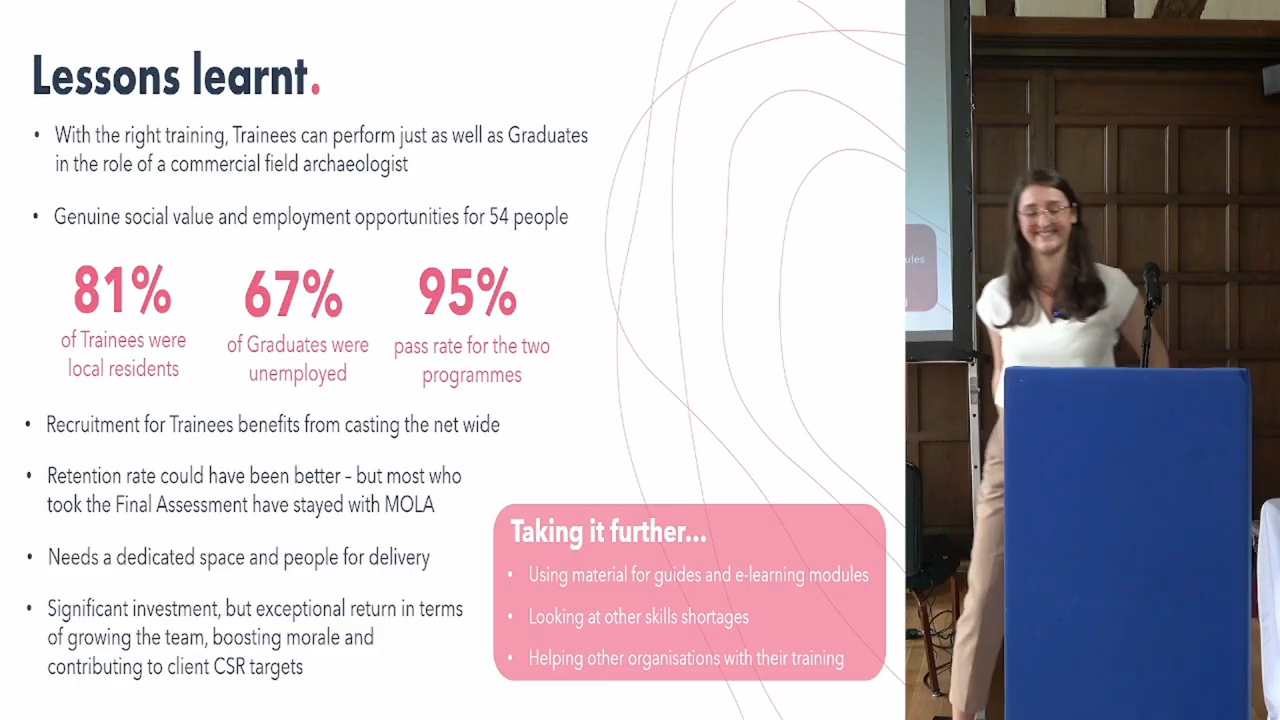 Lessons learnt.
• With the right training, Trainees can perform just as well as Graduates
in the role of a commercial field archaeologist
• Genuine social value and employment opportunities for 54 people
81%
of Trainees were
local residents
67%
of Graduates were
unemployed
95%
pass rate for the two
programmes
• Recruitment for Trainees benefits from casting the net wide
• Retention rate could have been better – but most who
took the Final Assessment have stayed with MOLA
• Needs a dedicated space and people for delivery
• Significant investment, but exceptional return in terms
of growing the team, boosting morale and
contributing to client CSR targets
Taking it further...
• Using material for guides and e-learning modules
• Looking at other skills shortages
• Helping other organisations with their training